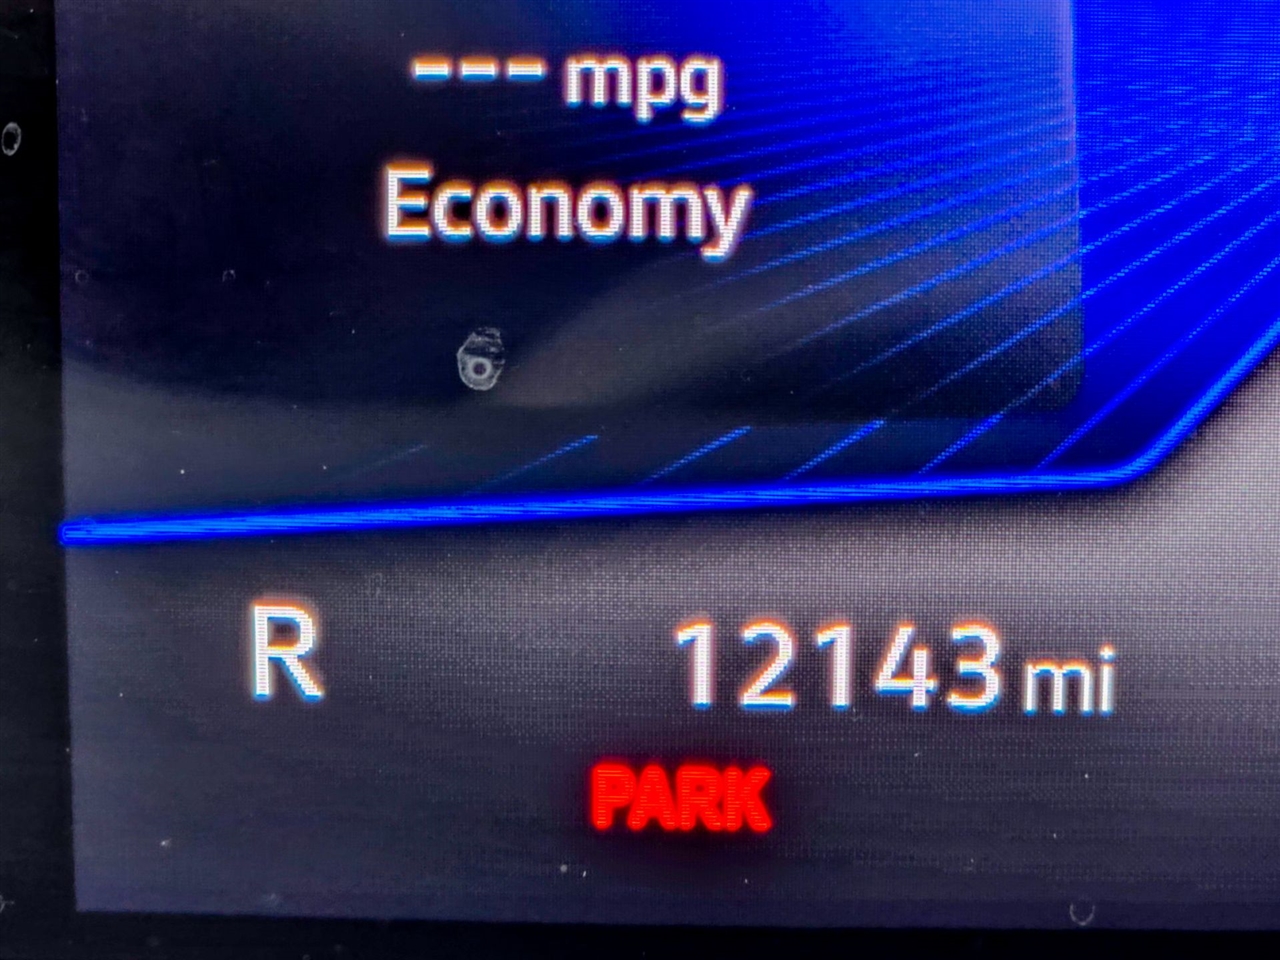 --- mpg
Economy
R 12143 mi
PARK